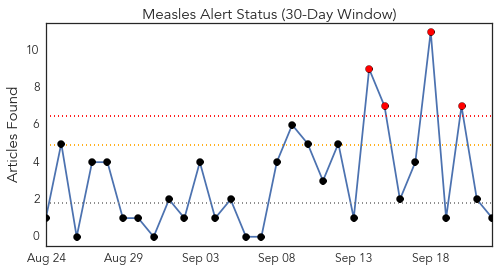 Measles Alert Status (30-Day Window)
Articles Found
10
8
6
4
2
0
Aug 24 Aug 29 Sep 03 Sep 08 Sep 13 Sep 18